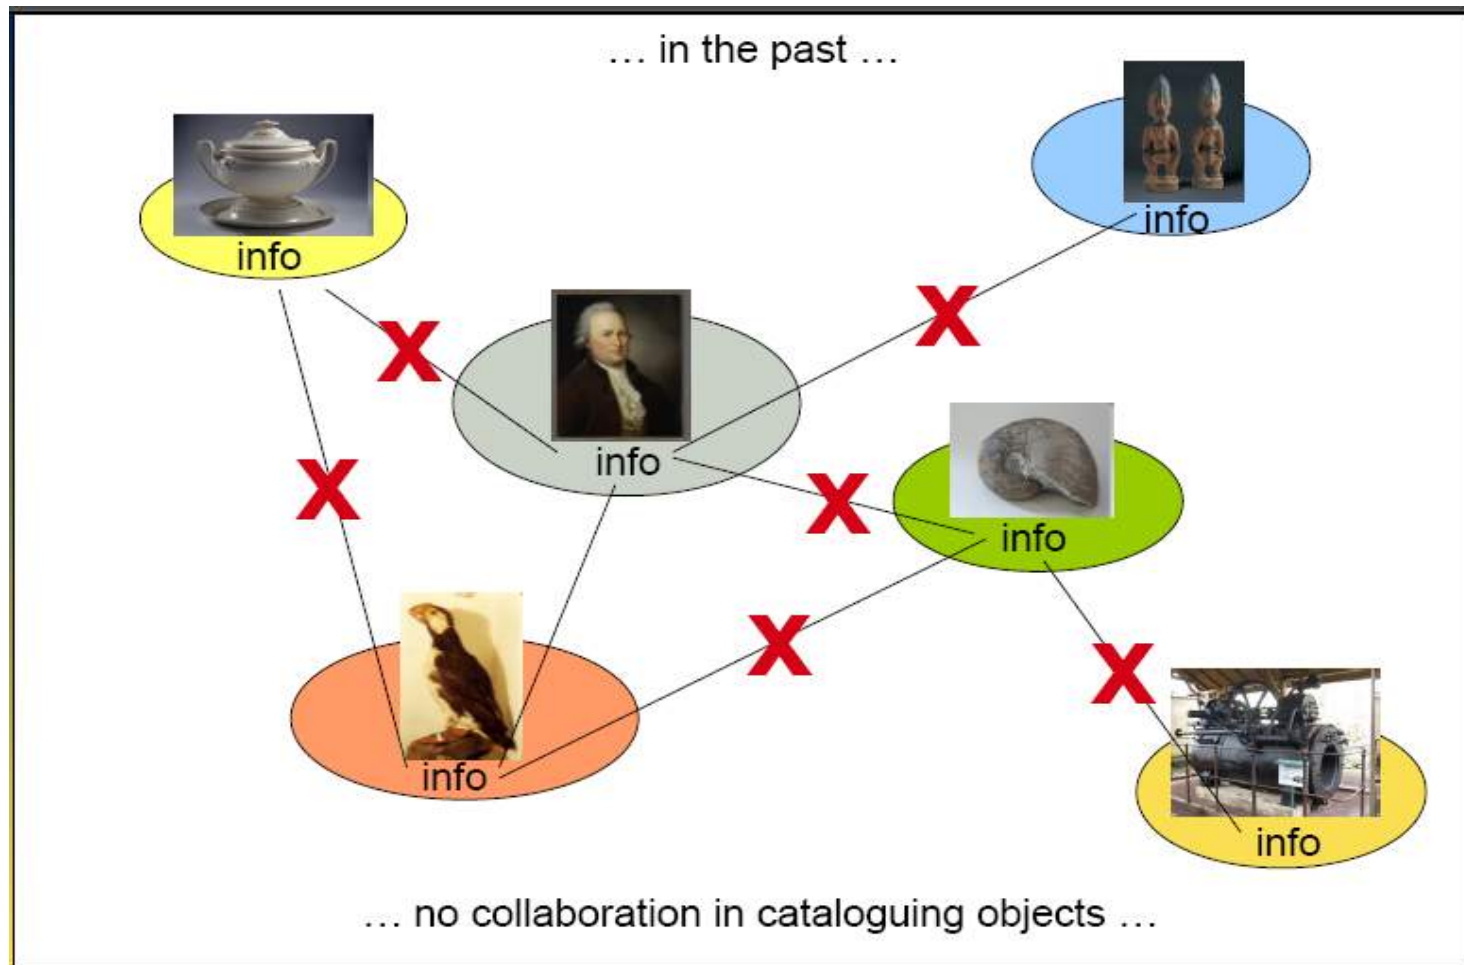 … in the past …
info
info
info
info
info
info
X
X
X
X
X
X
… no collaboration in cataloguing objects …